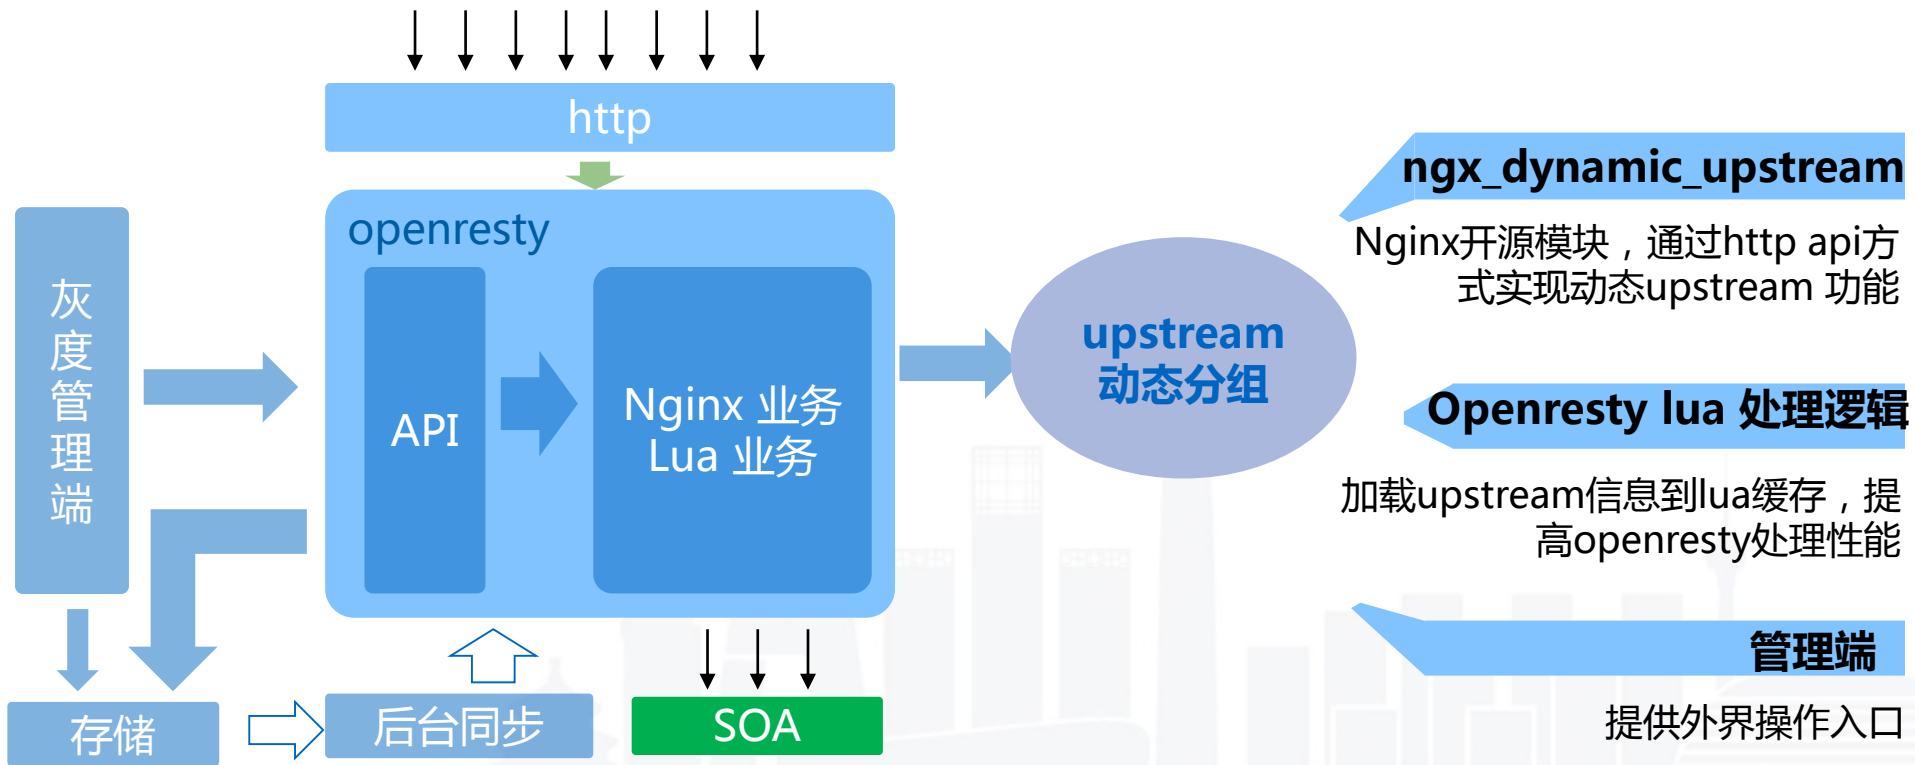 http
openresty
灰度管理端
API
Nginx 业务
Lua 业务
存储
后台同步
SOA
upstream
动态分组
ngx_dynamic_upstream
Nginx开源模块，通过http api方
式实现动态upstream 功能
Openresty lua 处理逻辑
加载upstream信息到lua缓存，提
高openresty处理性能
管理端
提供外界操作入口